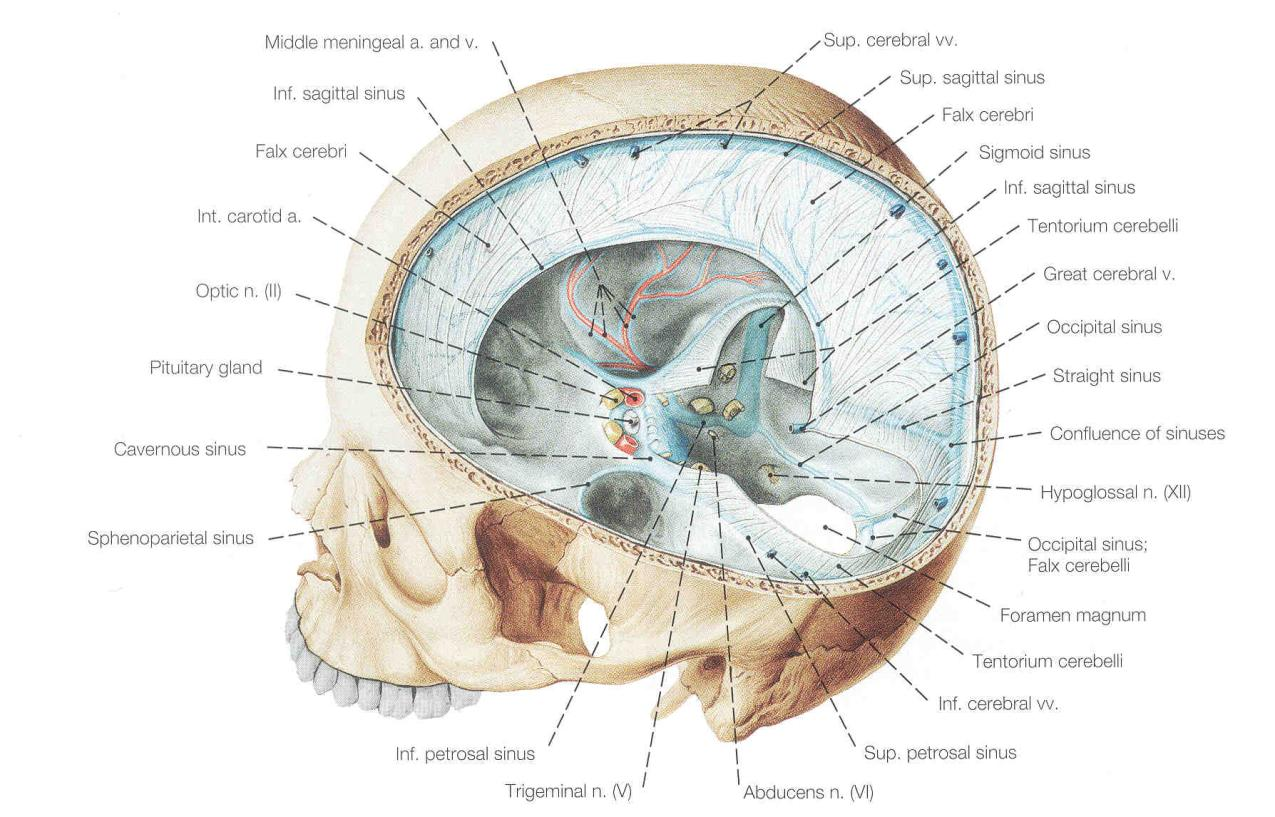 Middle meningeal a. and v.
Inf. sagittal sinus
Falx cerebri
Int. carotid a.
Optic n. (II)
Pituitary gland
Cavernous sinus
Sphenoparietal sinus
Sup. cerebral vv.
Sup. sagittal sinus
Falx cerebri
Sigmoid sinus
Inf. sagittal sinus
Tentorium cerebelli
Great cerebral v.
Occipital sinus
Straight sinus
Confluence of sinuses
Hypoglossal n. (XII)
Occipital sinus;
Falx cerebelli
Foramen magnum
Tentorium cerebelli
Inf. cerebral vv.
Sup. petrosal sinus
Inf. petrosal sinus
Trigeminal n. (V)
Abducens n. (VI)